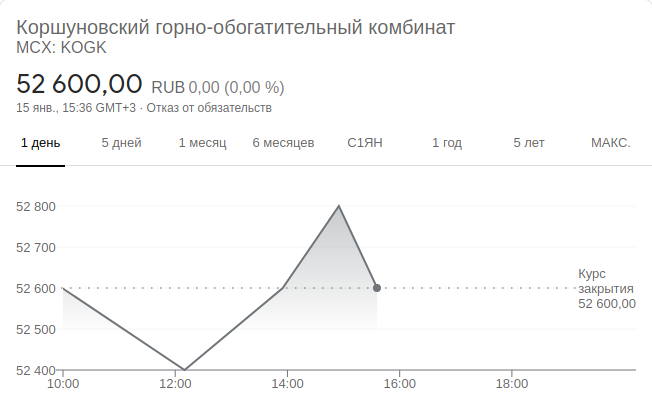 Коршуновский горно-обогатительный комбинат
MCX: KOGK
52 600,00 RUB 0,00 (0,00 %)
15 янв., 15:36 GMT+3 · Отказ от обязательств
1 день 5 дней 1 месяц 6 месяцев С1ЯН 1 год 5 лет МАКС.
52 800
52 700
52 600
52 500
52 400
Курс
закрытия
52 600,00
10:00 12:00 14:00 16:00 18:00